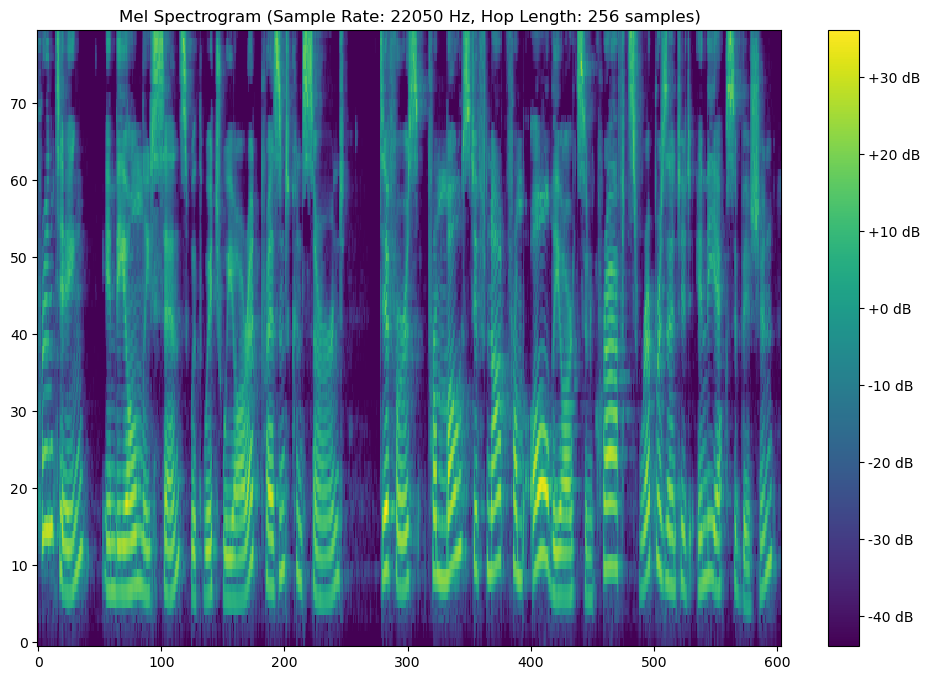 Mel Spectrogram (Sample Rate: 22050 Hz, Hop Length: 256 samples)
70
60
50
40
30
20
10
0
0
100
200
300
400
500
600
+30 dB
+20 dB
+10 dB
+0 dB
-10 dB
-20 dB
-30 dB
-40 dB